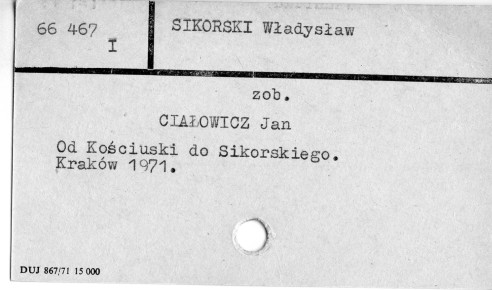 66 467
I
SIKORSKI Władysław
zob.
CIAŁOWICZ Jan
Od Kościuski do Sikorskiego.
Kraków 1971.
DUJ 867/71 15 000